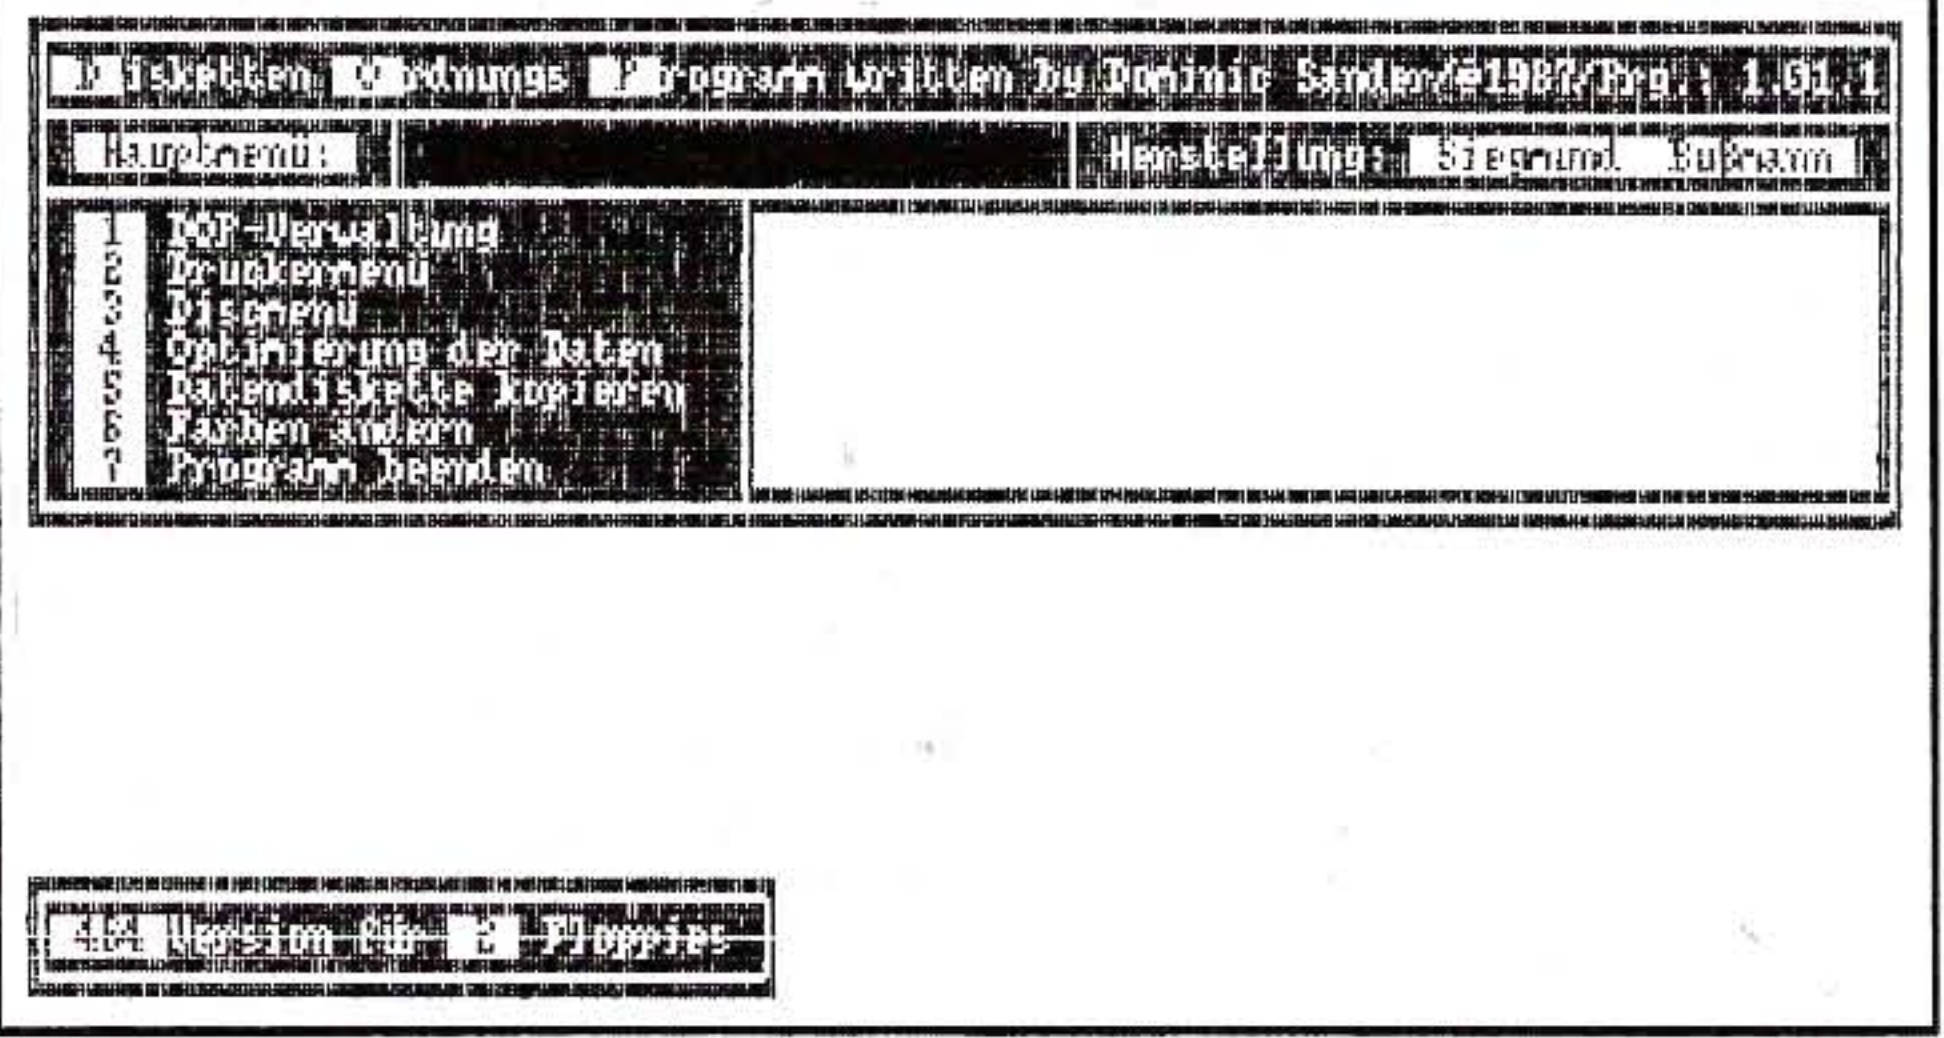 Disketten Ordnungs Programm written by Dominic Sander/©1987/Prg.: 1.01.1
Hauptmenü:
Herstellung: Siegmund Sußmann
1 DOP-Verwaltung
2 Druckermenü
3 Discmenü
4 Optimierung der Daten
5 Datendiskette kopieren
6 Farben ändern
7 Programm beenden
Version für 2 Floppies